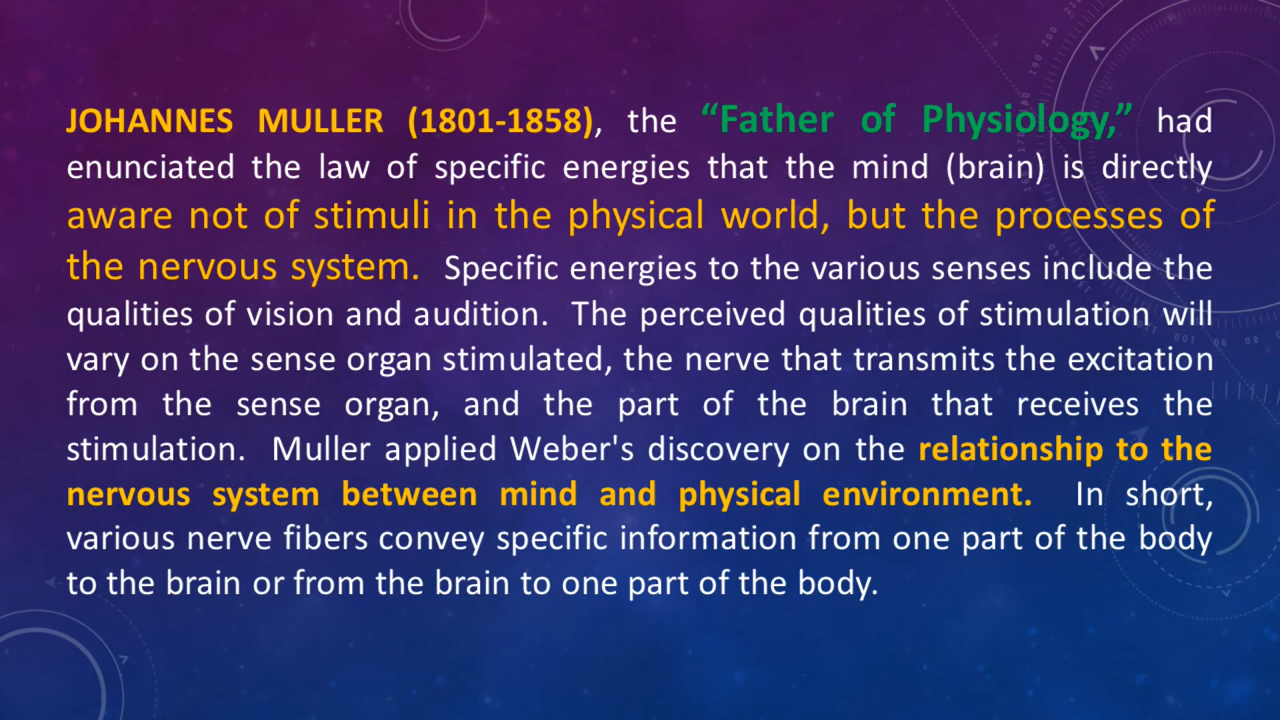 JOHANNES MULLER (1801-1858), the “Father of Physiology,” had
enunciated the law of specific energies that the mind (brain) is directly
aware not of stimuli in the physical world, but the processes of
the nervous system. Specific energies to the various senses include the
qualities of vision and audition. The perceived qualities of stimulation will
vary on the sense organ stimulated, the nerve that transmits the excitation
from the sense organ, and the part of the brain that receives the
stimulation. Muller applied Weber's discovery on the relationship to the
nervous system between mind and physical environment. In short,
various nerve fibers convey specific information from one part of the body
to the brain or from the brain to one part of the body.